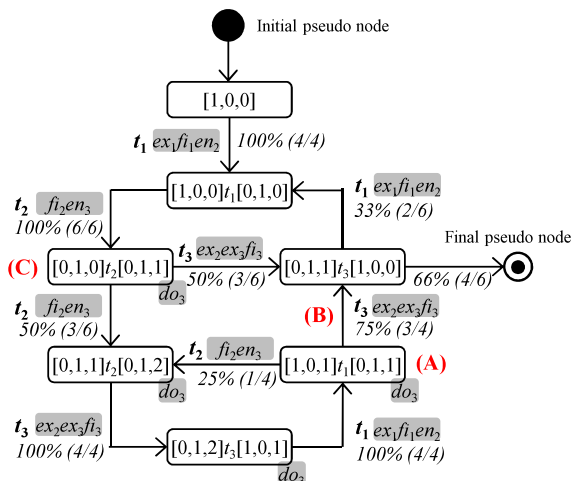 Initial pseudo node
[1,0,0]
t₁ ex₁fi₁en₂ 100% (4/4)
[1,0,0]t₁[0,1,0]
t₁ ex₁fi₁en₂
33% (2/6)
t₂ fi₂en₃
100% (6/6)
Final pseudo node
(C) [0,1,0]t₂[0,1,1]
do₃
t₃ ex₂ex₃fi₃
50% (3/6)
[0,1,1]t₃[1,0,0]
66% (4/6)
t₂ fi₂en₃
50% (3/6)
(B)
t₃ ex₂ex₃fi₃
75% (3/4)
[0,1,1]t₂[0,1,2]
do₃
t₂ fi₂en₃
25% (1/4)
[1,0,1]t₁[0,1,1] (A)
do₃
t₃ ex₂ex₃fi₃
100% (4/4)
[0,1,2]t₃[1,0,1]
do₃
t₁ ex₁fi₁en₂
100% (4/4)